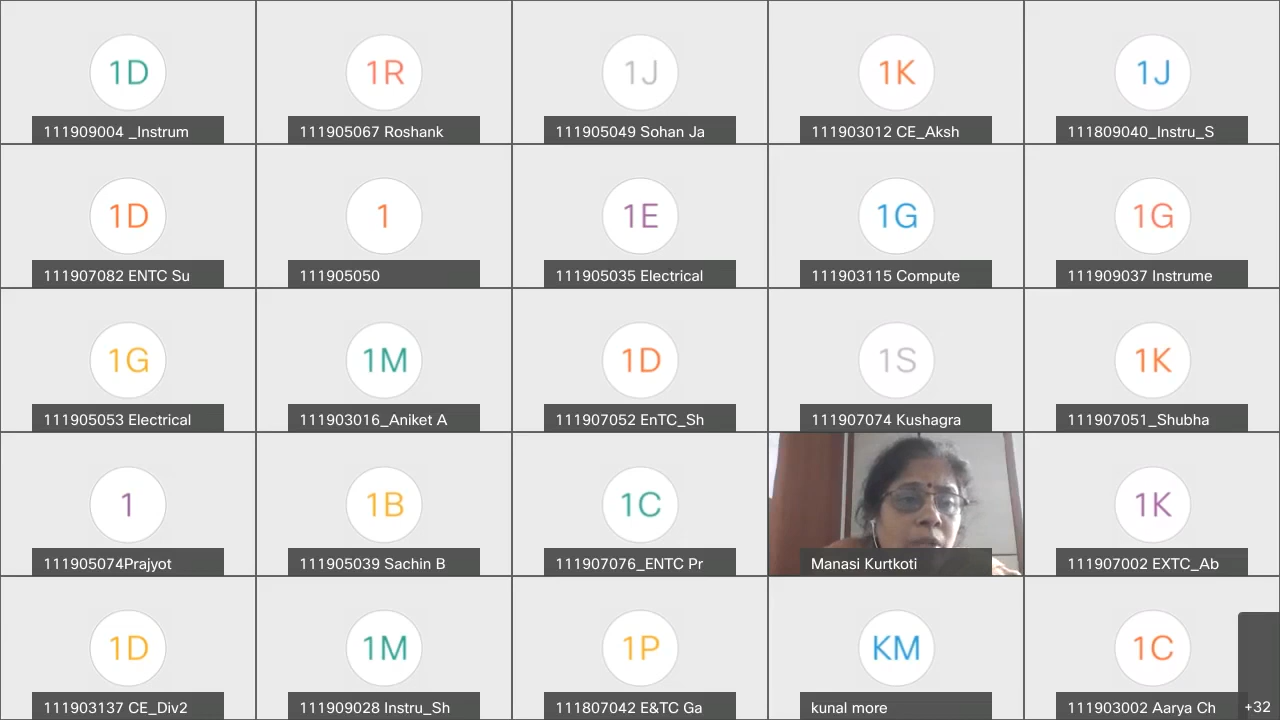 1D
111909004 _Instrum
1R
111905067 Roshank
1J
111905049 Sohan Ja
1K
111903012 CE_Aksh
1J
111809040_Instru_S
1D
111907082 ENTC Su
1
111905050
1E
111905035 Electrical
1G
111903115 Compute
1G
111909037 Instrume
1G
111905053 Electrical
1M
111903016_Aniket A
1D
111907052 EnTC_Sh
1S
111907074 Kushagra
1K
111907051_Shubha
1
111905074Prajyot
1B
111905039 Sachin B
1C
111907076_ENTC Pr
Manasi Kurtkoti
1K
111907002 EXTC_Ab
1D
111903137 CE_Div2
1M
111909028 Instru_Sh
1P
111807042 E&TC Ga
KM
kunal more
1C
111903002 Aarya Ch
+32